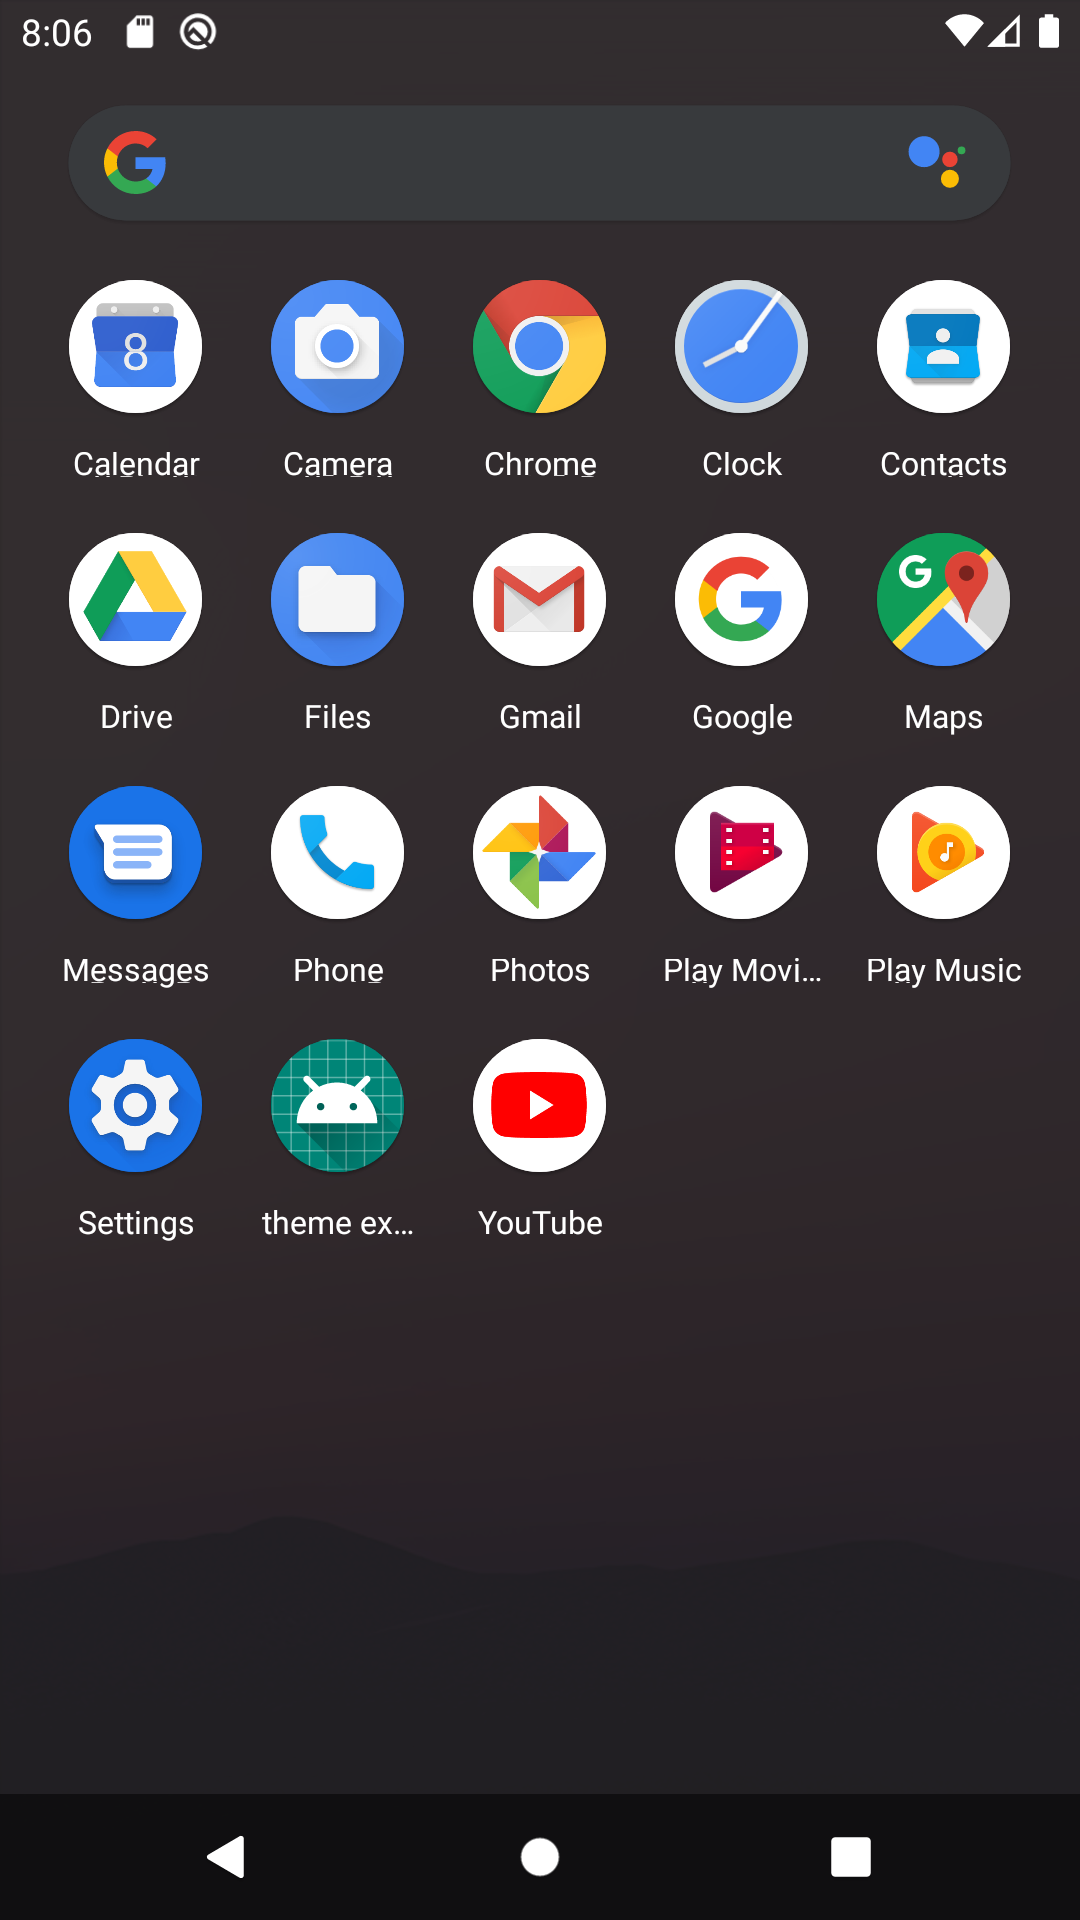 8:06
8
Calendar Camera Chrome Clock Contacts
G
Drive Files Gmail Google Maps
Messages Phone Photos Play Movi... Play Music
Settings theme ex... YouTube